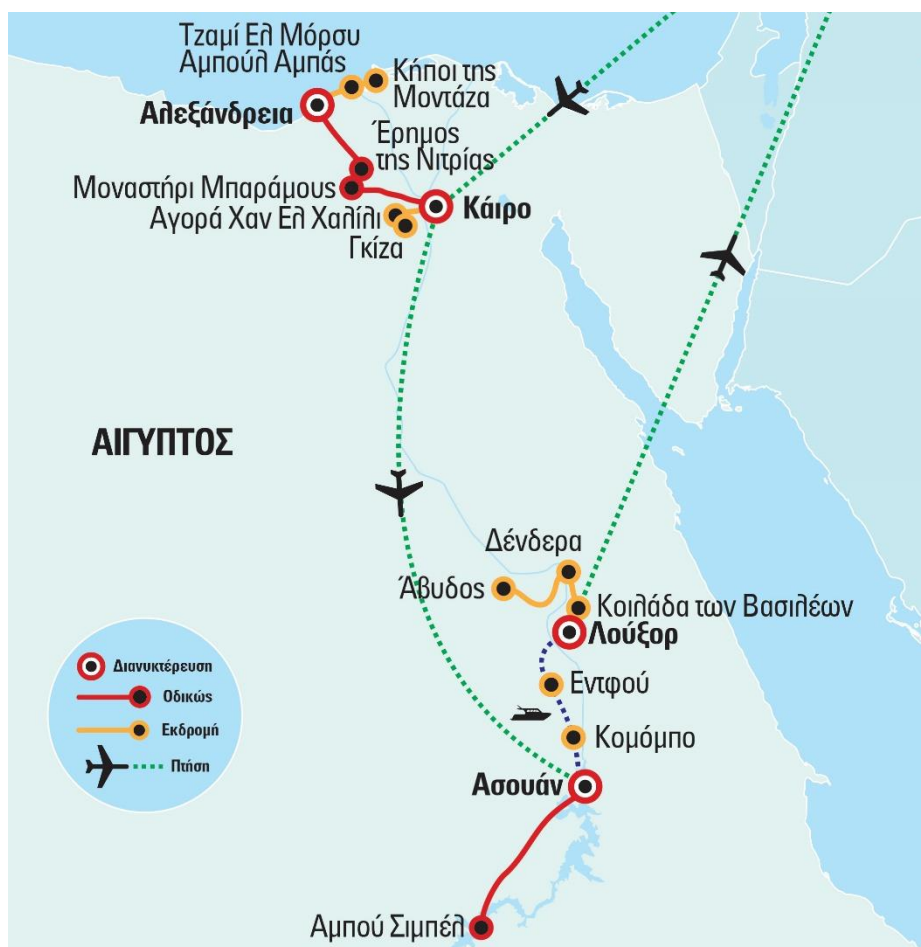 Τζαμί Ελ Μόρσυ
Αμπούλ Αμπάς
Κήποι της
Μοντάζα
Αλεξάνδρεια
Έρημος
της Νιτρίας
Μοναστήρι Μπαράμους
Κάιρο
Αγορά Χαν Ελ Χαλίλι
Γκίζα
ΑΙΓΥΠΤΟΣ
Δένδερα
Άβυδος
Κοιλάδα των Βασιλέων
Λούξορ
Εντφού
Κομόμπο
Ασουάν
Αμπού Σιμπέλ
Διανυκτέρευση
Οδικώς
Εκδρομή
Πτήση